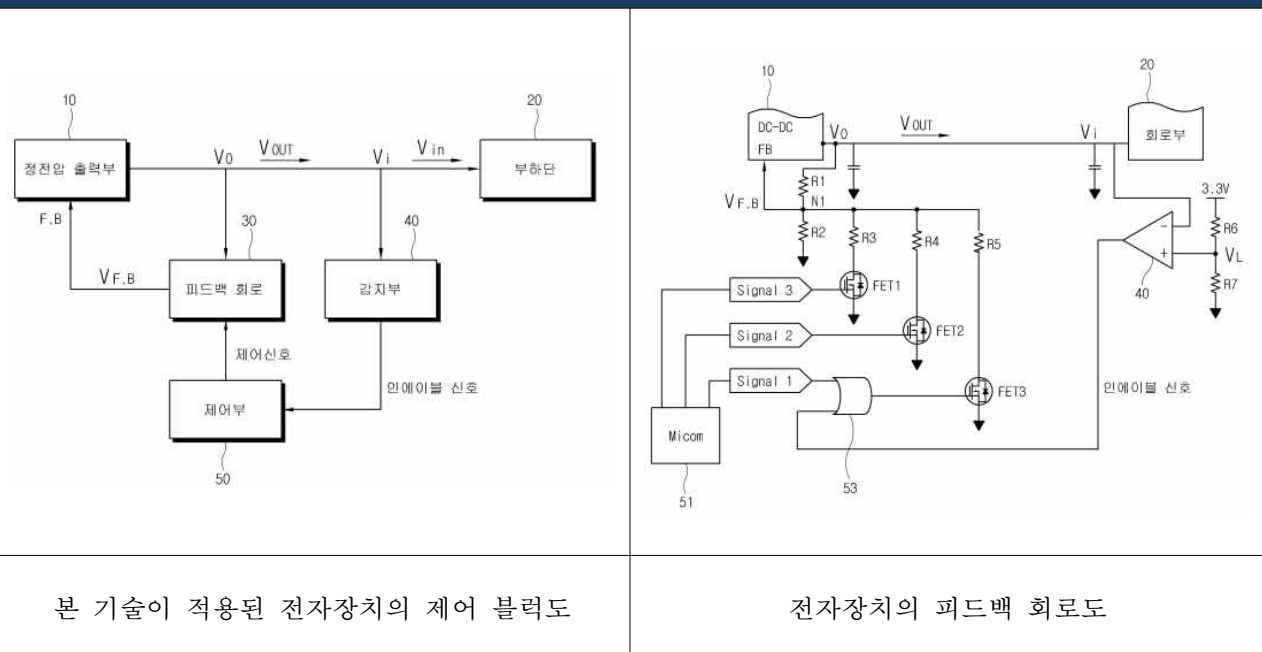 10
20
정전압 출력부
V0
VOUT
Vi
Vin
부하단
F.B
30
40
VF.B
피드백 회로
감지부
제어신호
인에이블 신호
제어부
50
10
20
DC-DC
FB
V0
VOUT
Vi
회로부
R1
N1
VF.B
R2
R3
R4
R5
3.3V
R6
VL
R7
40
Signal 3
FET1
Signal 2
FET2
Signal 1
FET3
인에이블 신호
Micom
53
51
본 기술이 적용된 전자장치의 제어 블럭도
전자장치의 피드백 회로도